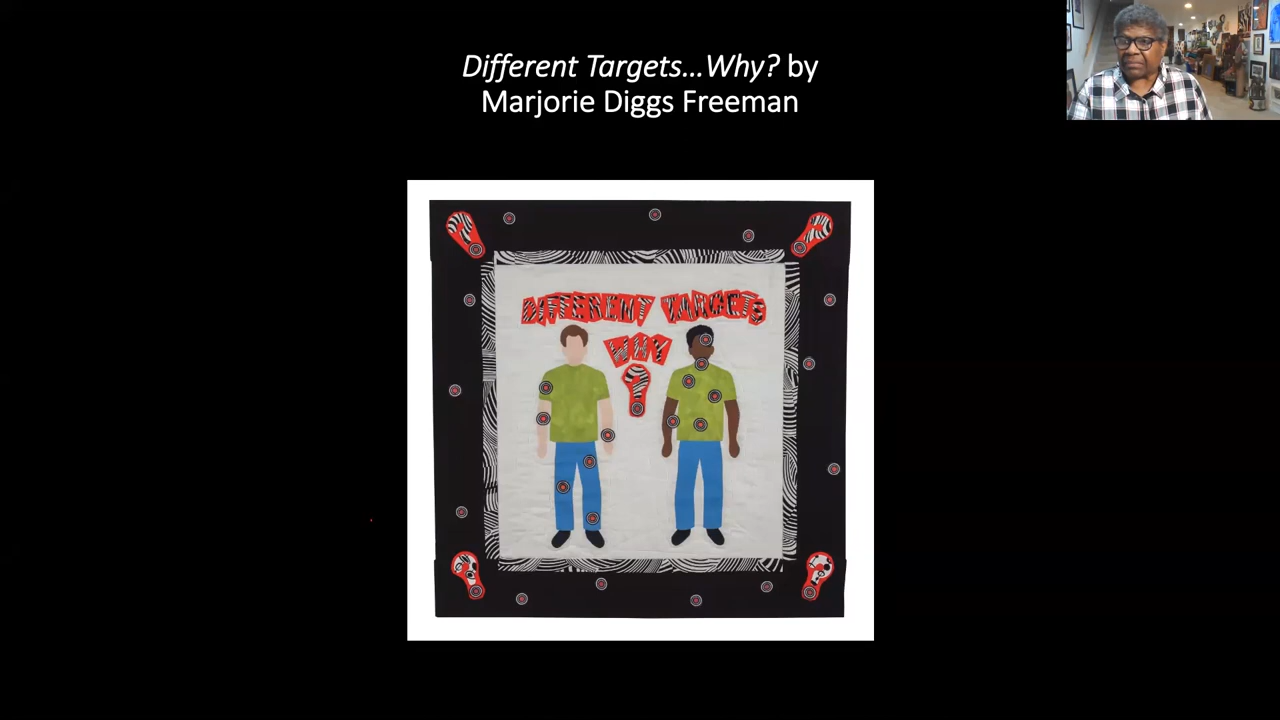 Different Targets...Why? by
Marjorie Diggs Freeman
DIFFERENT TARGETS
WHY
?